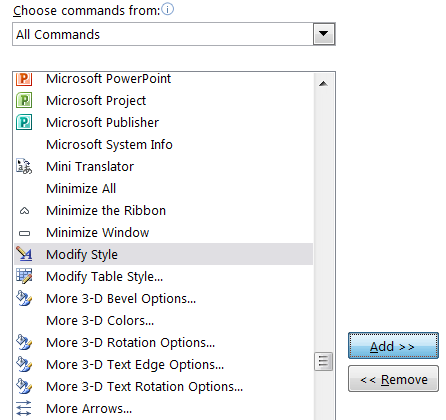 Choose commands from:
All Commands
Microsoft PowerPoint
Microsoft Project
Microsoft Publisher
Microsoft System Info
Mini Translator
Minimize All
Minimize the Ribbon
Minimize Window
Modify Style
Modify Table Style...
More 3-D Bevel Options...
More 3-D Colors...
More 3-D Rotation Options...
More 3-D Text Edge Options...
More 3-D Text Rotation Options...
More Arrows...
Add >>
<< Remove